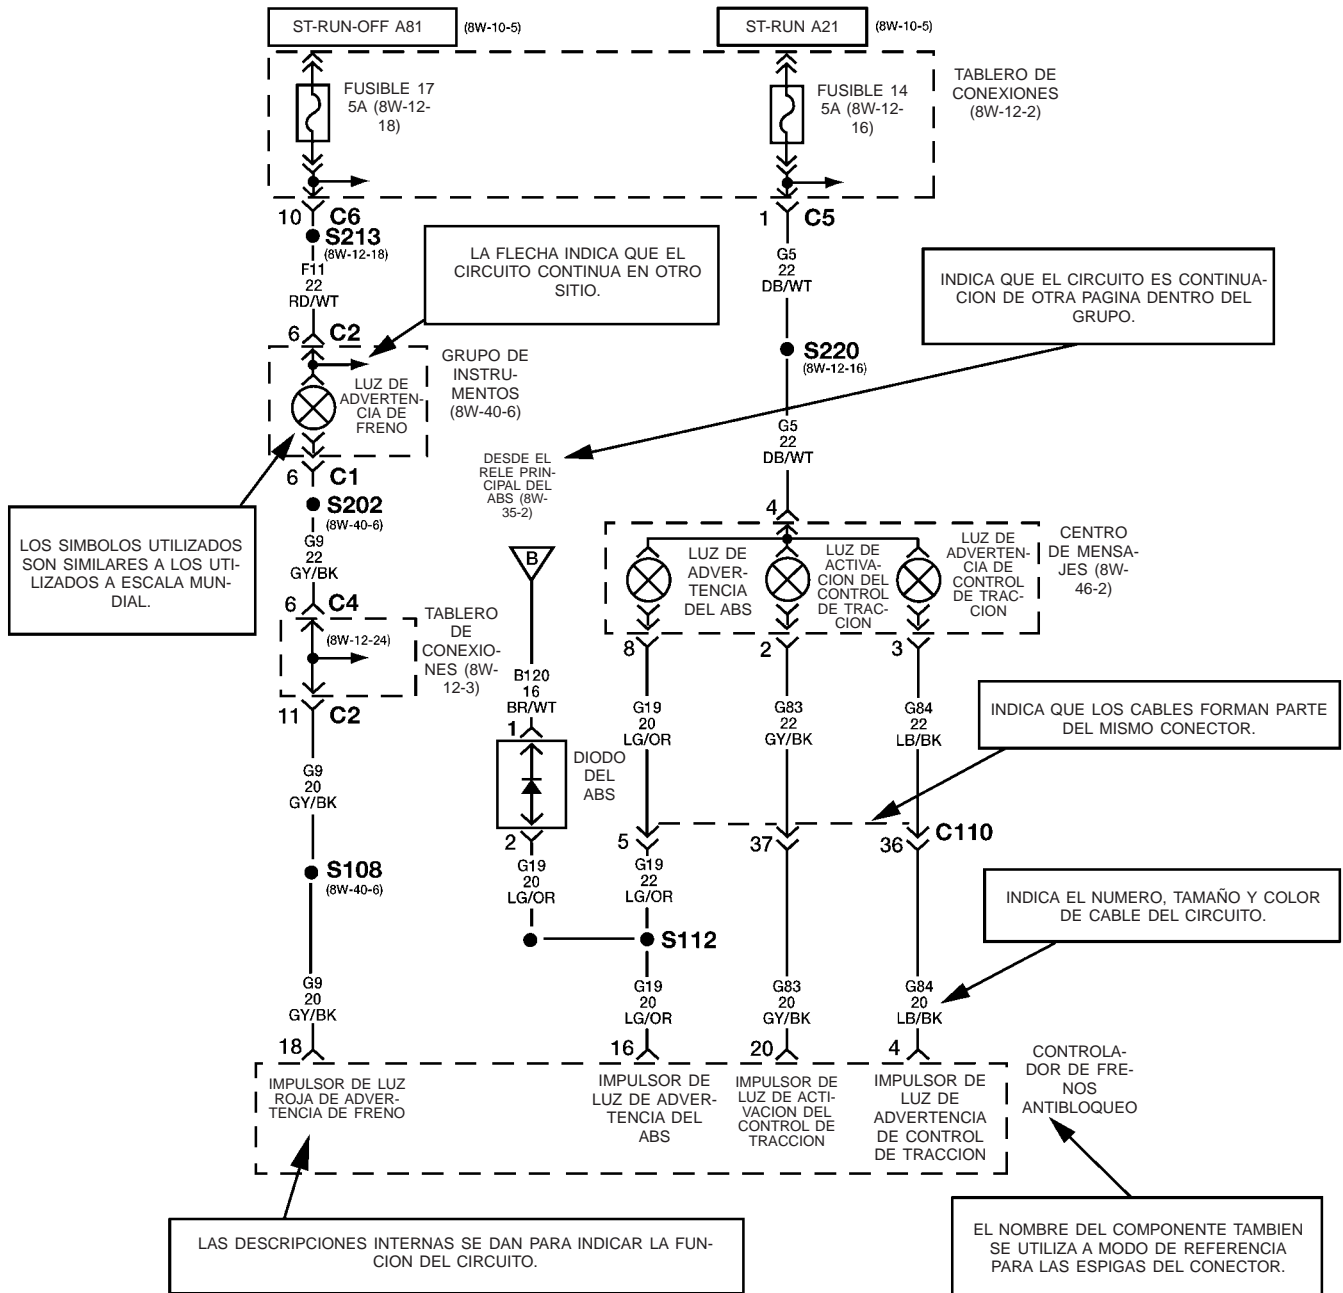 ST-RUN-OFF A81
(8W-10-5)
ST-RUN A21
(8W-10-5)
FUSIBLE 17
5A (8W-12-
18)
FUSIBLE 14
5A (8W-12-
16)
TABLERO DE
CONEXIONES
(8W-12-2)
10
C6
S213
(8W-12-18)
F11
22
RD/WT
6
C2
1
C5
G5
22
DB/WT
LA FLECHA INDICA QUE EL
CIRCUITO CONTINUA EN OTRO
SITIO.
INDICA QUE EL CIRCUITO ES CONTINUA-
CION DE OTRA PAGINA DENTRO DEL
GRUPO.
S220
(8W-12-16)
G5
22
DB/WT
4
LUZ DE
ADVERTEN-
CIA DE
FRENO
GRUPO DE
INSTRU-
MENTOS
(8W-40-6)
6
C1
S202
(8W-40-6)
G9
22
GY/BK
6
C4
LOS SIMBOLOS UTILIZADOS
SON SIMILARES A LOS UTI-
LIZADOS A ESCALA MUN-
DIAL.
DESDE EL
RELE PRIN-
CIPAL DEL
ABS (8W-
35-2)
B
LUZ DE
ADVER-
TENCIA
DEL ABS
LUZ DE
ACTIVA-
CION DEL
CONTROL
DE TRAC-
CION
LUZ DE
ADVERTEN-
CIA DE
CONTROL
DE TRAC-
CION
CENTRO
DE MENSA-
JES (8W-
46-2)
(8W-12-24)
TABLERO
DE
CONEXIO-
NES (8W-
12-3)
11
C2
B120
16
BR/WT
1
DIODO
DEL
ABS
2
8
2
3
G19
20
LG/OR
G83
22
GY/BK
G84
22
LB/BK
INDICA QUE LOS CABLES FORMAN PARTE
DEL MISMO CONECTOR.
G9
20
GY/BK
5
37
36
C110
S108
(8W-40-6)
G19
20
LG/OR
G19
22
LG/OR
S112
INDICA EL NUMERO, TAMAÑO Y COLOR
DE CABLE DEL CIRCUITO.
G9
20
GY/BK
G19
20
LG/OR
G83
20
GY/BK
G84
20
LB/BK
18
16
20
4
IMPULSOR DE LUZ
ROJA DE ADVER-
TENCIA DE FRENO
IMPULSOR DE
LUZ DE ADVER-
TENCIA DEL
ABS
IMPULSOR DE
LUZ DE ACTI-
VACION DEL
CONTROL DE
TRACCION
IMPULSOR DE
LUZ DE
ADVERTENCIA
DE CONTROL
DE TRACCION
CONTROLA-
DOR DE FRE-
NOS
ANTIBLOQUEO
LAS DESCRIPCIONES INTERNAS SE DAN PARA INDICAR LA FUN-
CION DEL CIRCUITO.
EL NOMBRE DEL COMPONENTE TAMBIEN
SE UTILIZA A MODO DE REFERENCIA
PARA LAS ESPIGAS DEL CONECTOR.